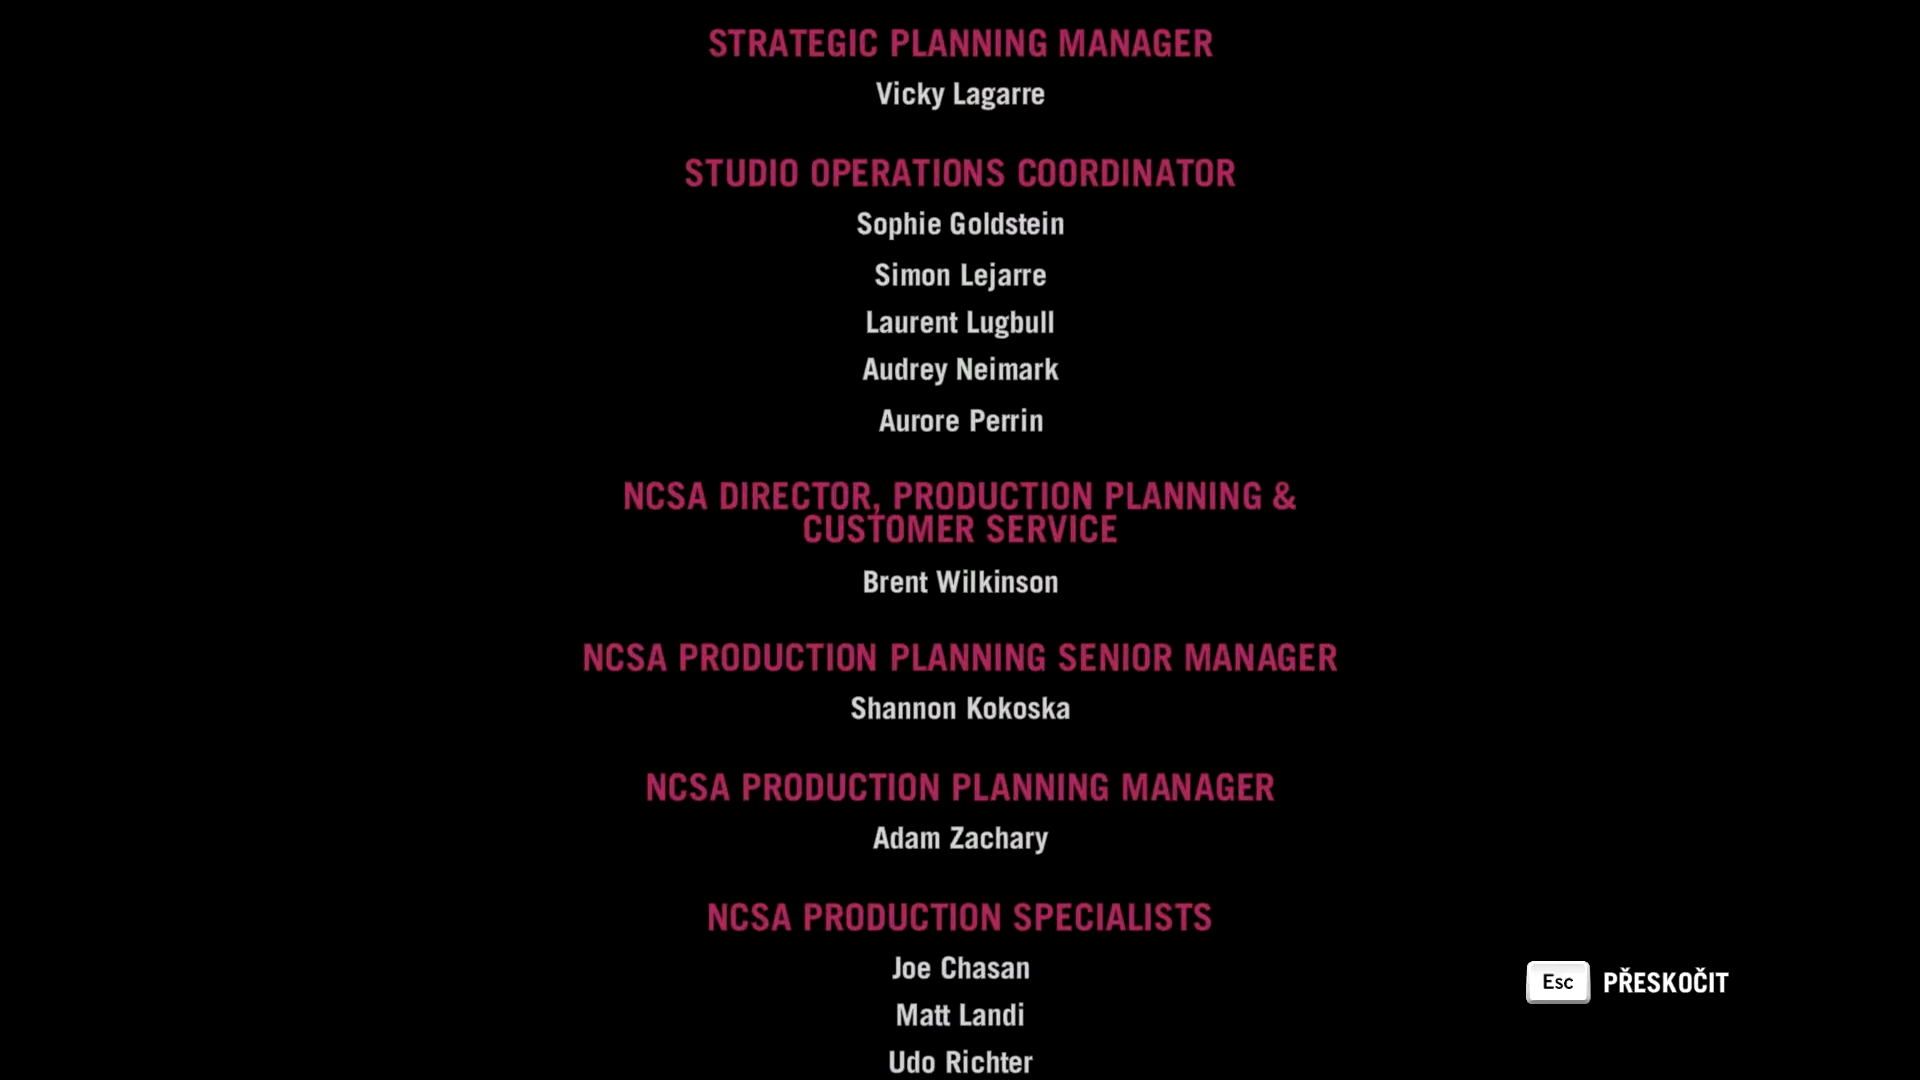 STRATEGIC PLANNING MANAGER
Vicky Lagarre
STUDIO OPERATIONS COORDINATOR
Sophie Goldstein
Simon Lejarre
Laurent Lugbull
Audrey Neimark
Aurore Perrin
NCSA DIRECTOR, PRODUCTION PLANNING &
CUSTOMER SERVICE
Brent Wilkinson
NCSA PRODUCTION PLANNING SENIOR MANAGER
Shannon Kokoska
NCSA PRODUCTION PLANNING MANAGER
Adam Zachary
NCSA PRODUCTION SPECIALISTS
Joe Chasan
Matt Landi
Udo Richter
Esc PŘESKOČIT